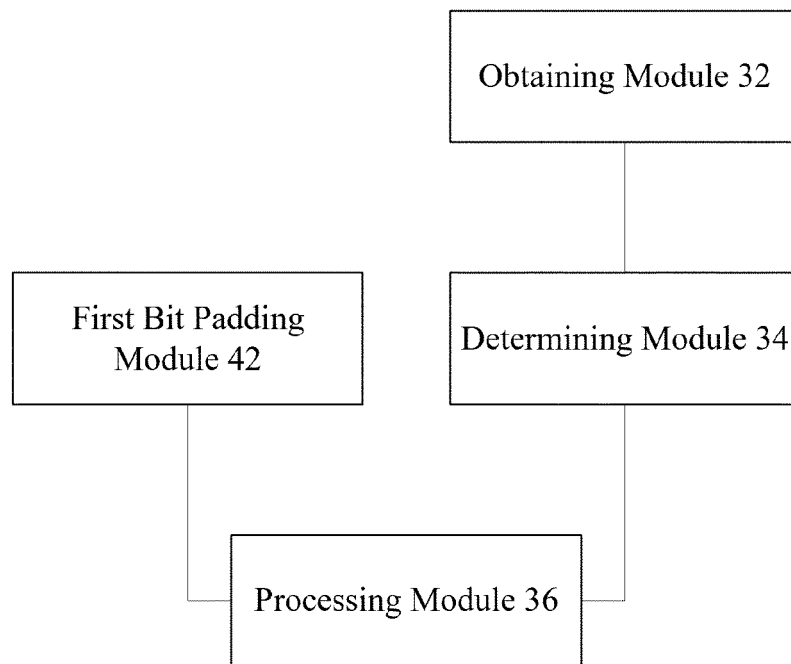 Obtaining Module 32
First Bit Padding
Module 42
Determining Module 34
Processing Module 36